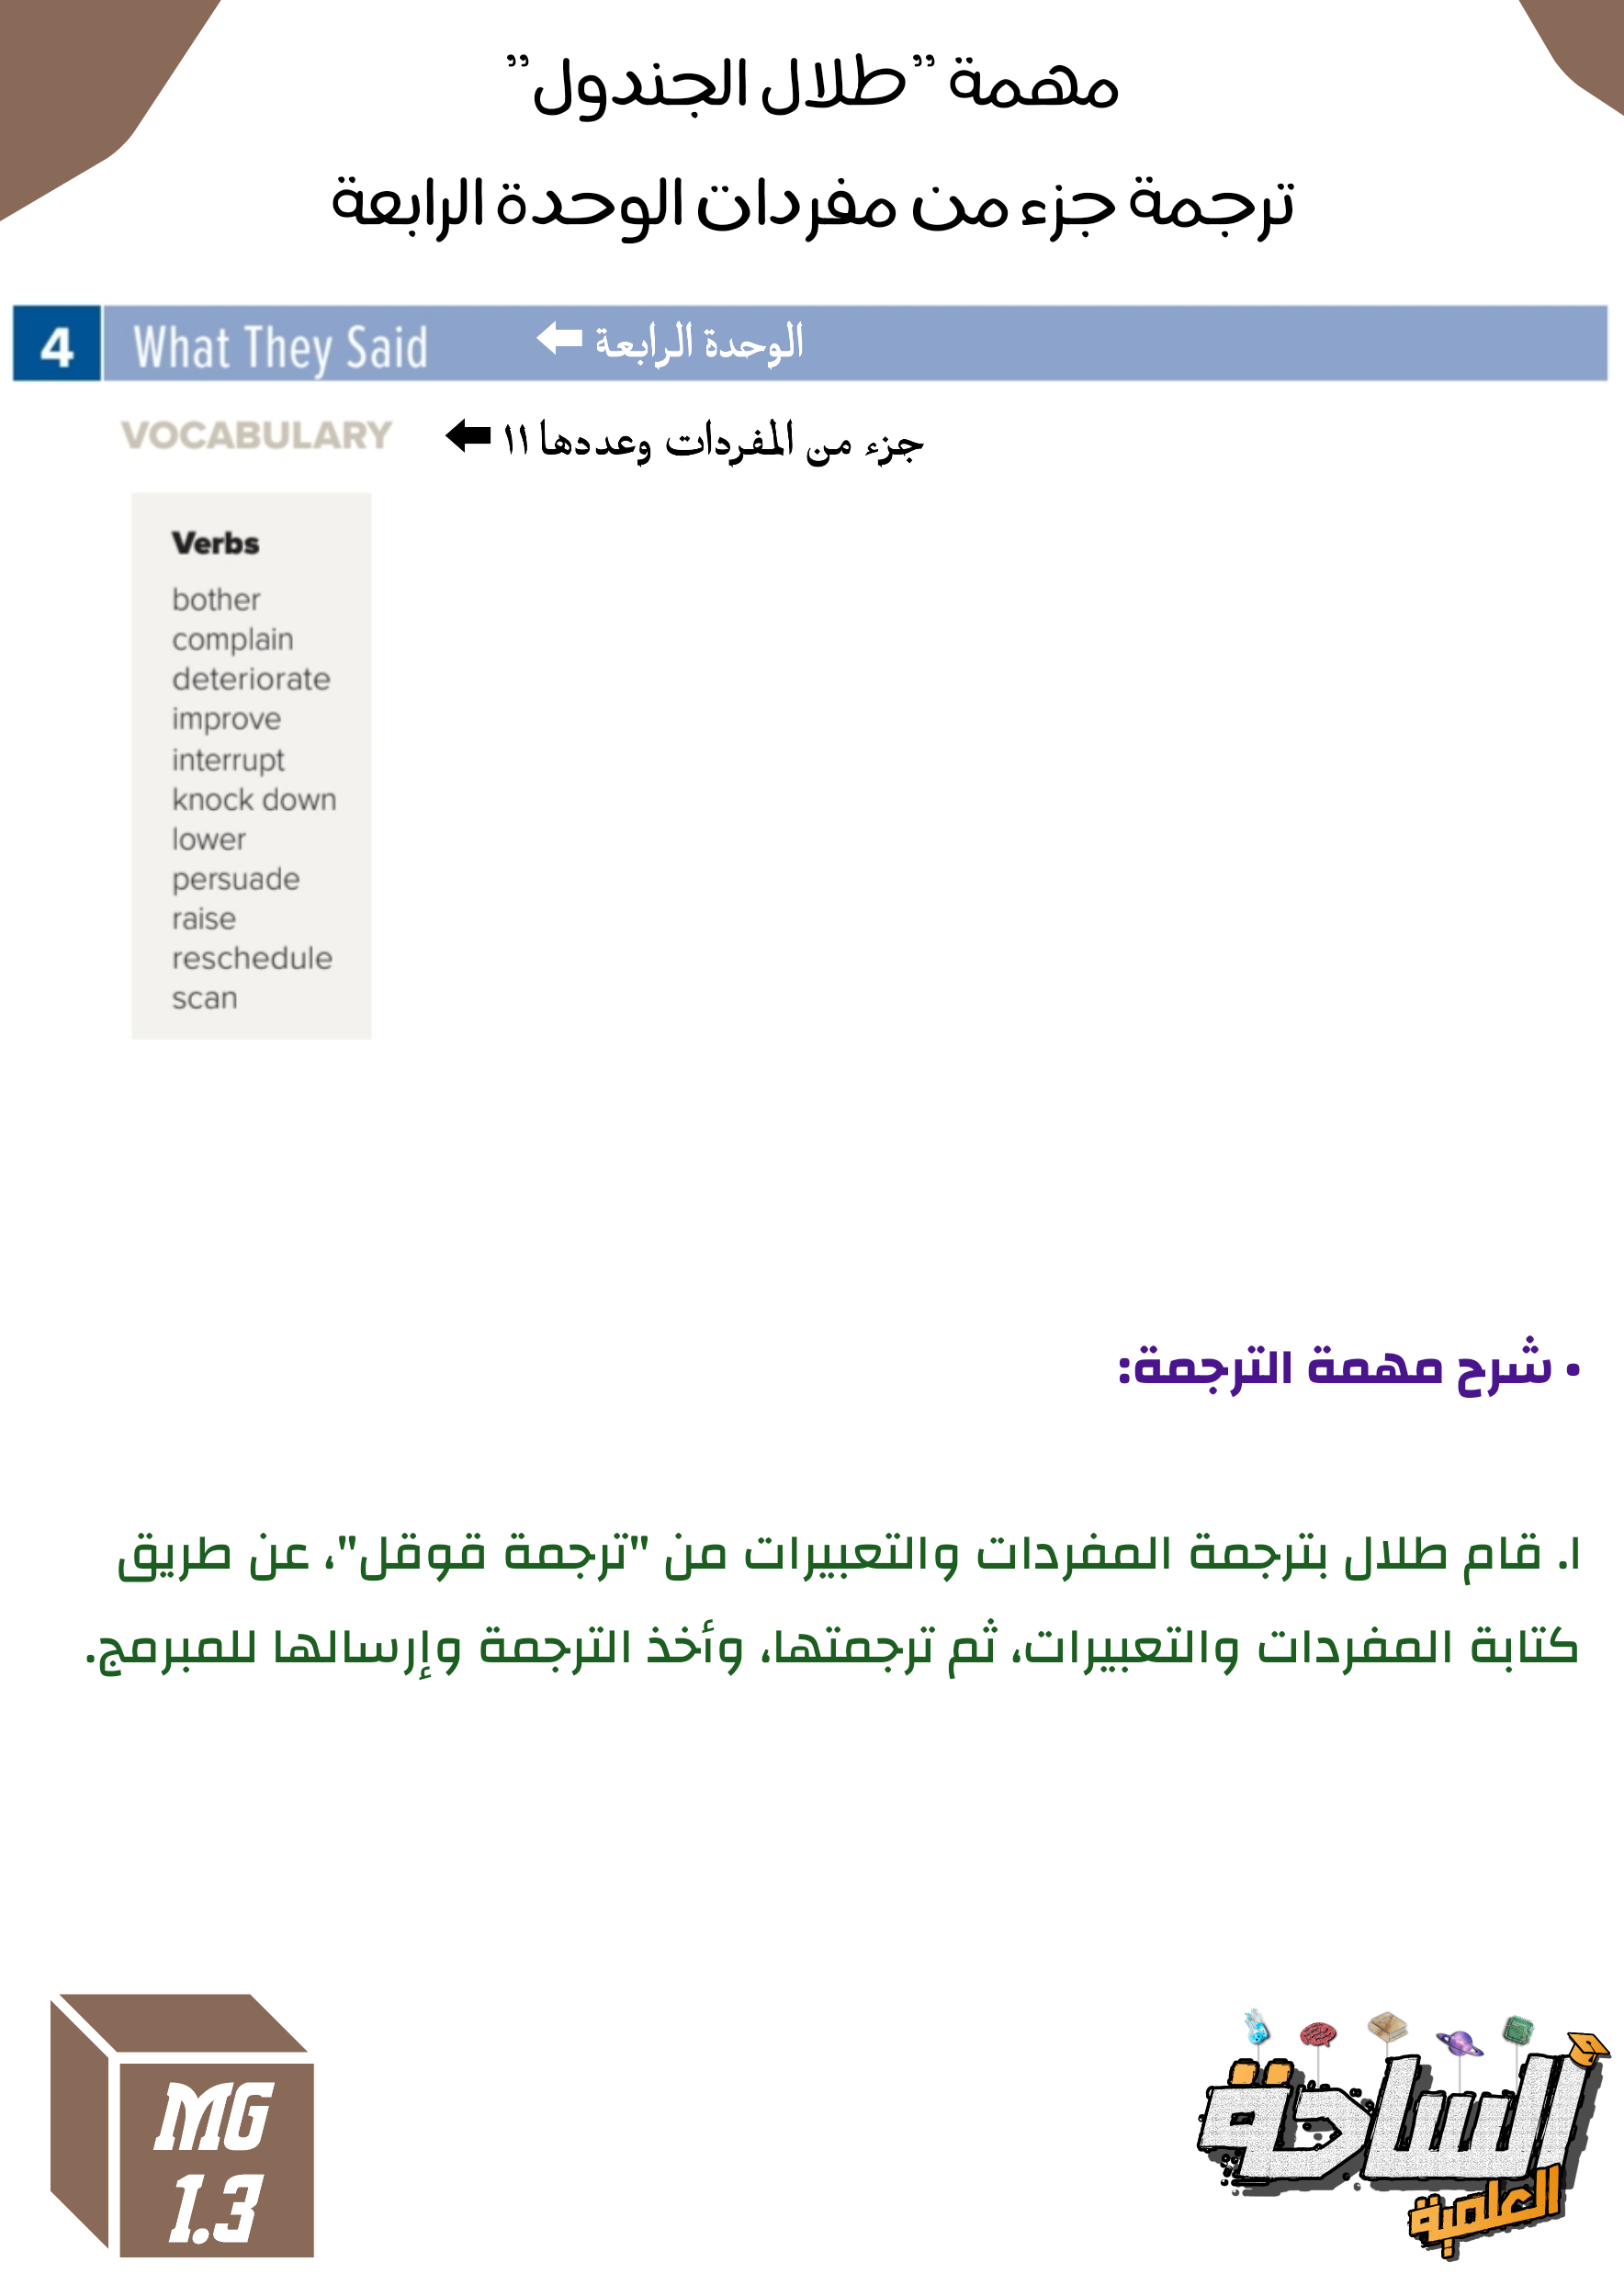 مهمة ”طلال الجندول”
ترجمة جزء من مفردات الوحدة الرابعة
4 What They Said الوحدة الرابعة
VOCABULARY جزء من المفردات وعددها ١١
Verbs
bother
complain
deteriorate
improve
interrupt
knock down
lower
persuade
raise
reschedule
scan
• شرح مهمة الترجمة:
١. قام طلال بترجمة المفردات والتعبيرات من "ترجمة قوقل"، عن طريق
كتابة المفردات والتعبيرات، ثم ترجمتها، وأخذ الترجمة وإرسالها للمبرمج.
MG
1.3
الساحة
العلمية